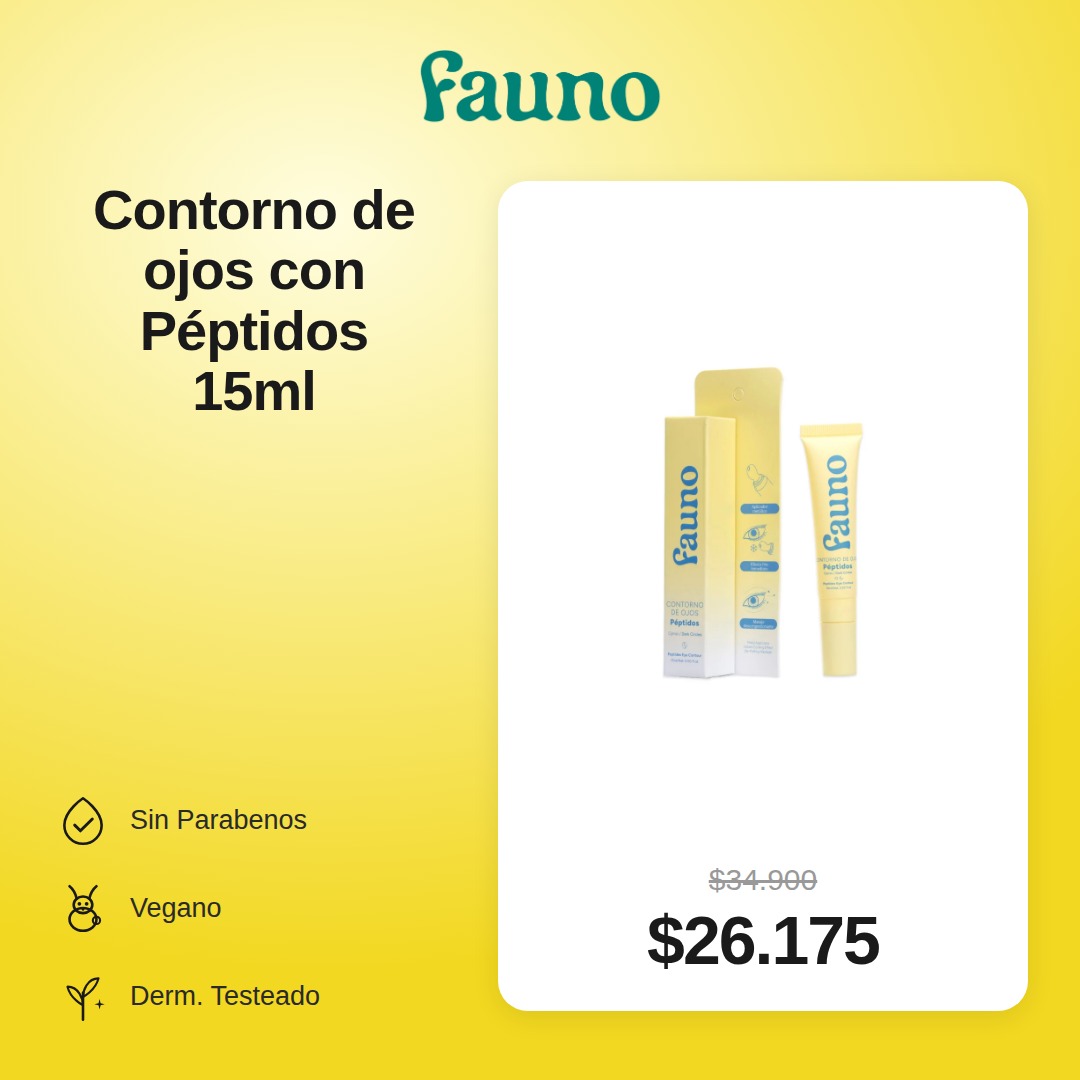 fauno
Contorno de
ojos con
Péptidos
15ml
fauno
CONTORNO
DE OJOS
Péptidos
fauno
Péptidos
$34.900
$26.175
Sin Parabenos
Vegano
Derm. Testeado